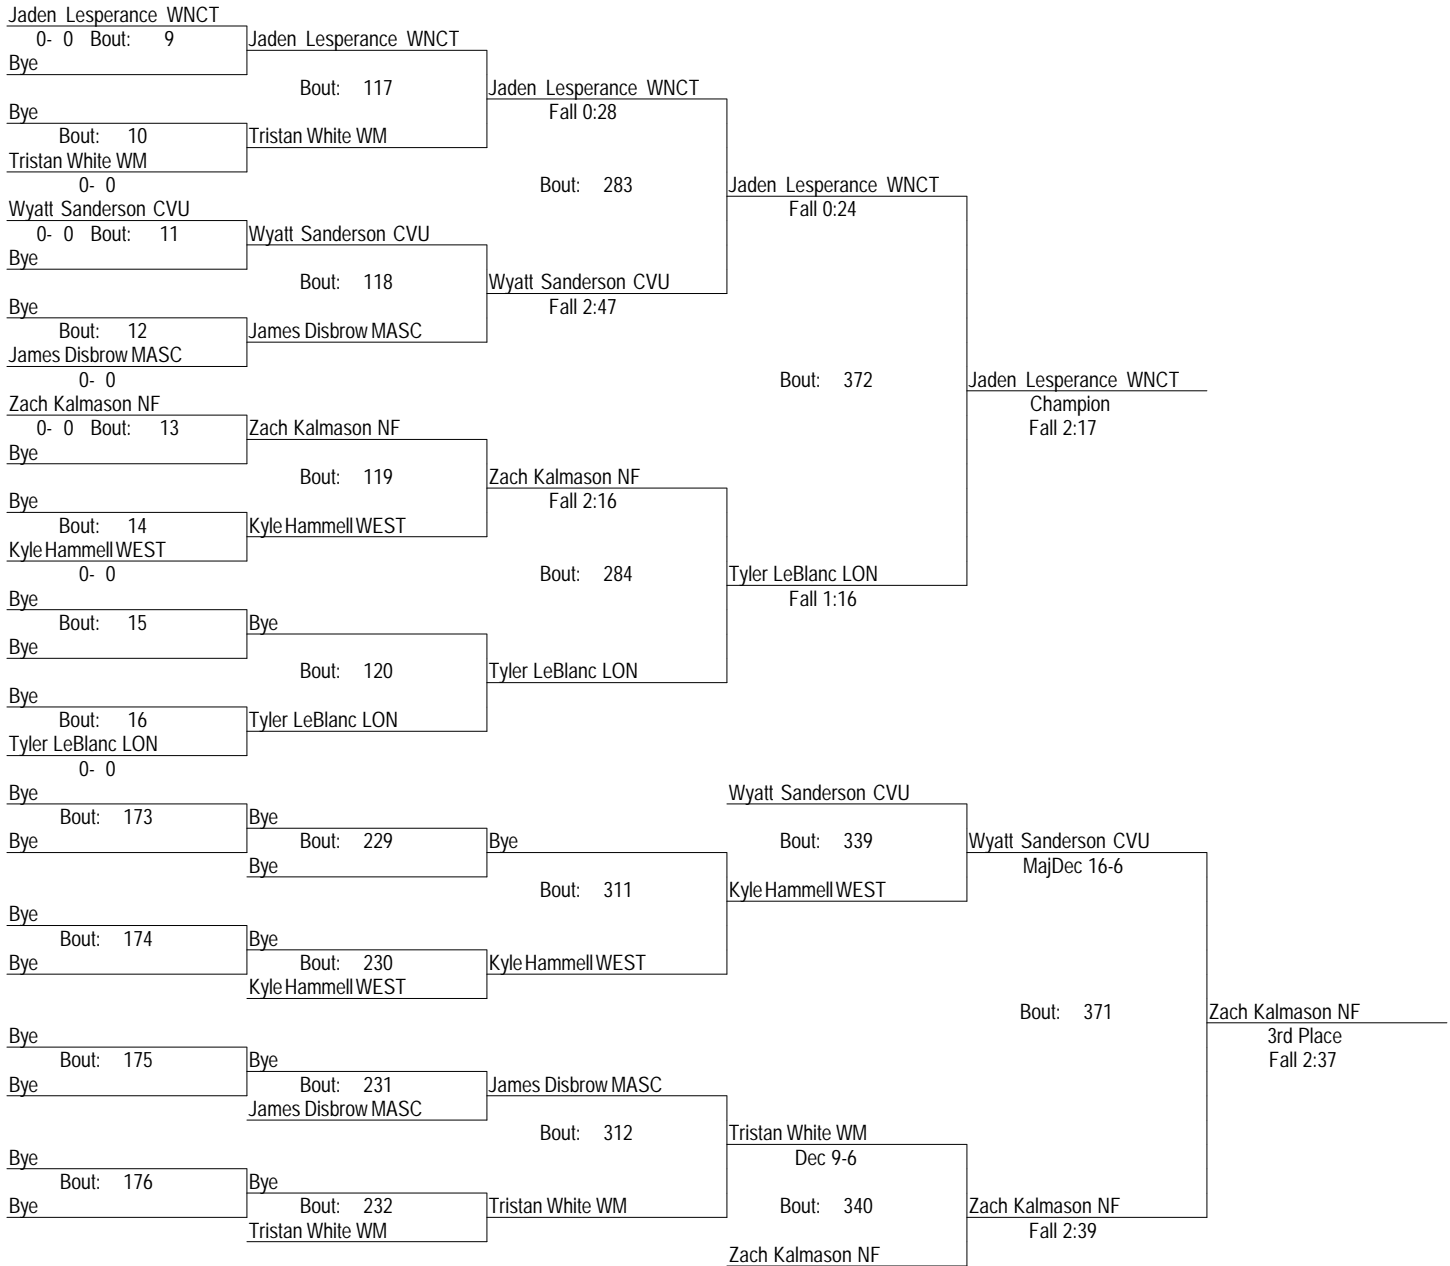 Jaden Lesperance WNCT
0- 0 Bout: 9
Jaden Lesperance WNCT
Bye
Bout: 117
Jaden Lesperance WNCT
Bye
Fall 0:28
Bout: 10
Tristan White WM
Tristan White WM
0- 0
Bout: 283
Jaden Lesperance WNCT
Wyatt Sanderson CVU
Fall 0:24
0- 0 Bout: 11
Wyatt Sanderson CVU
Bye
Bout: 118
Wyatt Sanderson CVU
Bye
Fall 2:47
Bout: 12
James Disbrow MASC
James Disbrow MASC
0- 0
Bout: 372
Jaden Lesperance WNCT
Zach Kalmason NF
Champion
0- 0 Bout: 13
Zach Kalmason NF
Fall 2:17
Bye
Bout: 119
Zach Kalmason NF
Bye
Fall 2:16
Bout: 14
Kyle Hammell WEST
Kyle Hammell WEST
0- 0
Bout: 284
Tyler LeBlanc LON
Bye
Fall 1:16
Bout: 15
Bye
Bye
Bout: 120
Tyler LeBlanc LON
Bye
Bout: 16
Tyler LeBlanc LON
Tyler LeBlanc LON
0- 0
Bye
Wyatt Sanderson CVU
Bout: 173
Bye
Bye
Bout: 229
Bye
Bout: 339
Wyatt Sanderson CVU
Bye
MajDec 16-6
Bout: 311
Kyle Hammell WEST
Bye
Bout: 174
Bye
Bye
Bout: 230
Kyle Hammell WEST
Kyle Hammell WEST
Bout: 371
Zach Kalmason NF
Bye
3rd Place
Bout: 175
Bye
Fall 2:37
Bye
Bout: 231
James Disbrow MASC
James Disbrow MASC
Bout: 312
Tristan White WM
Bye
Dec 9-6
Bout: 176
Bye
Bye
Bout: 232
Tristan White WM
Bout: 340
Zach Kalmason NF
Tristan White WM
Fall 2:39
Zach Kalmason NF